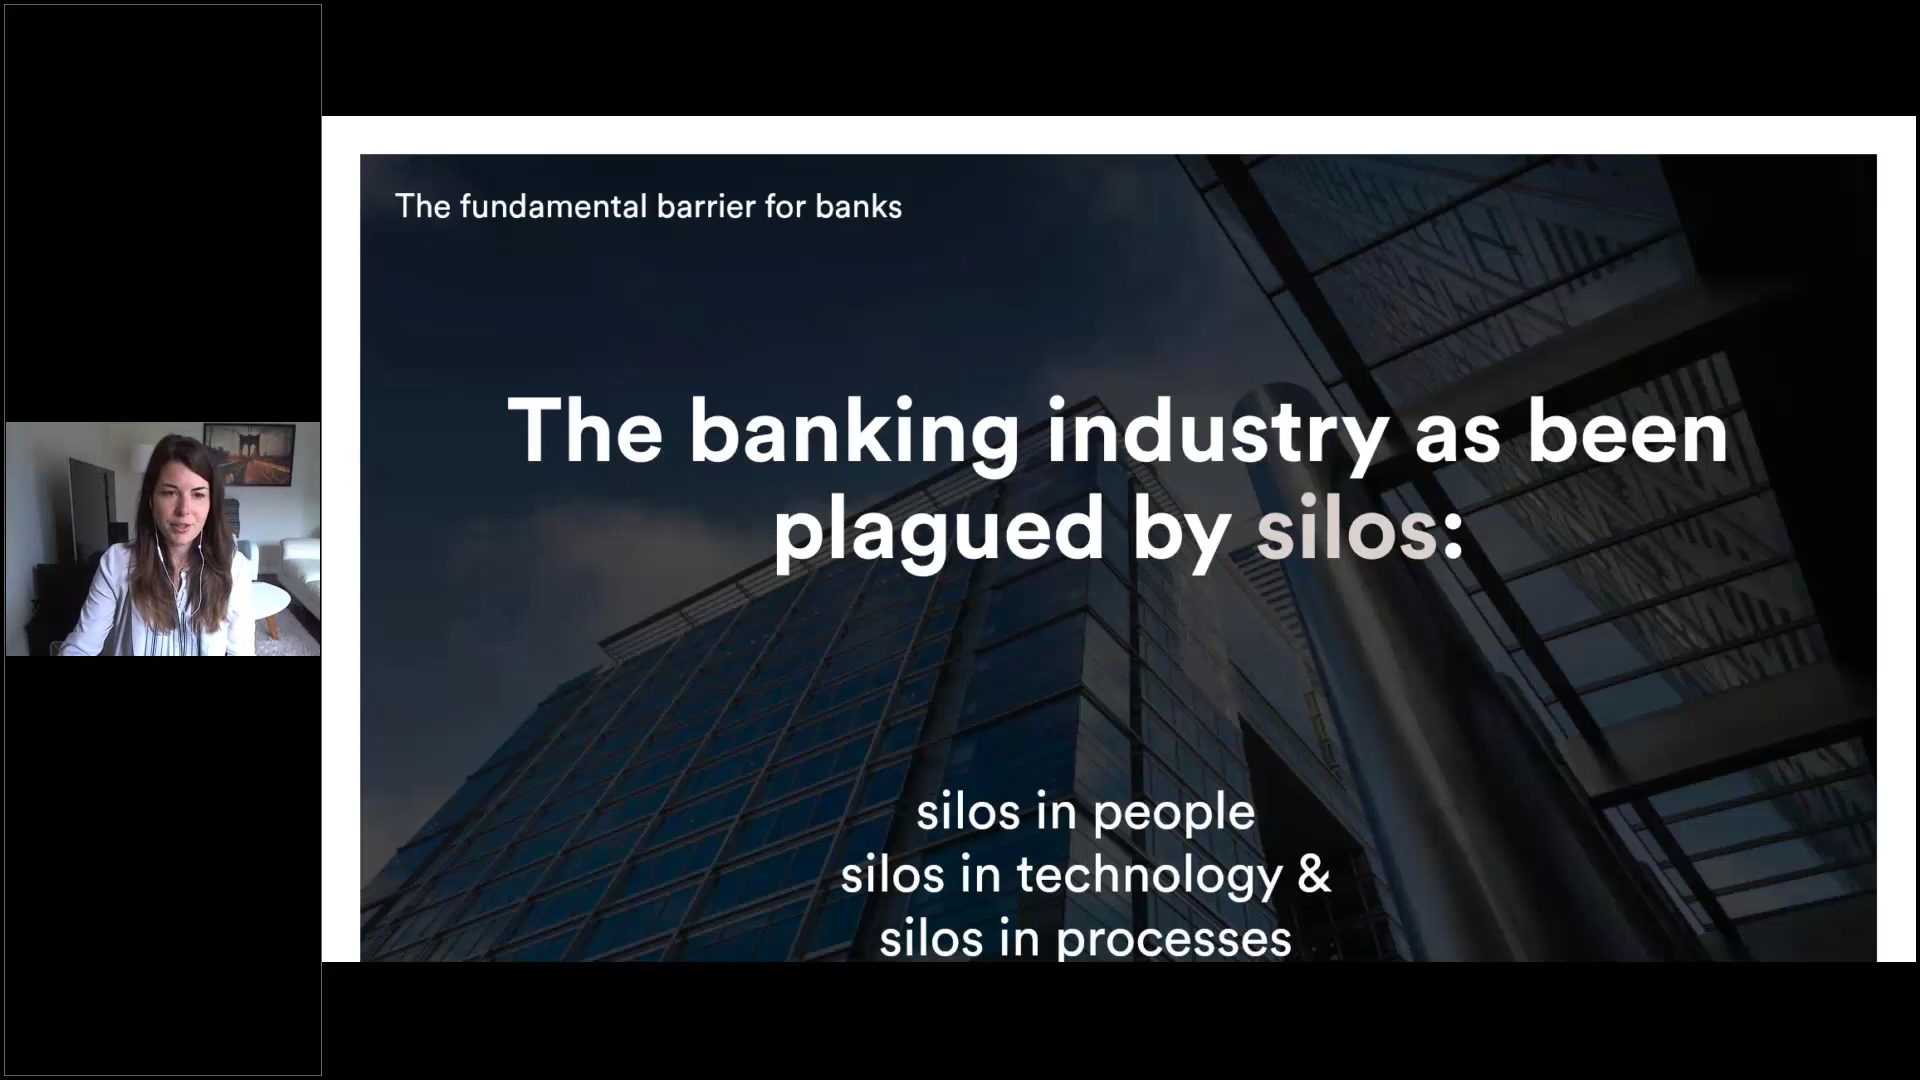 The fundamental barrier for banks
The banking industry as been
plagued by silos:
silos in people
silos in technology &
silos in processes